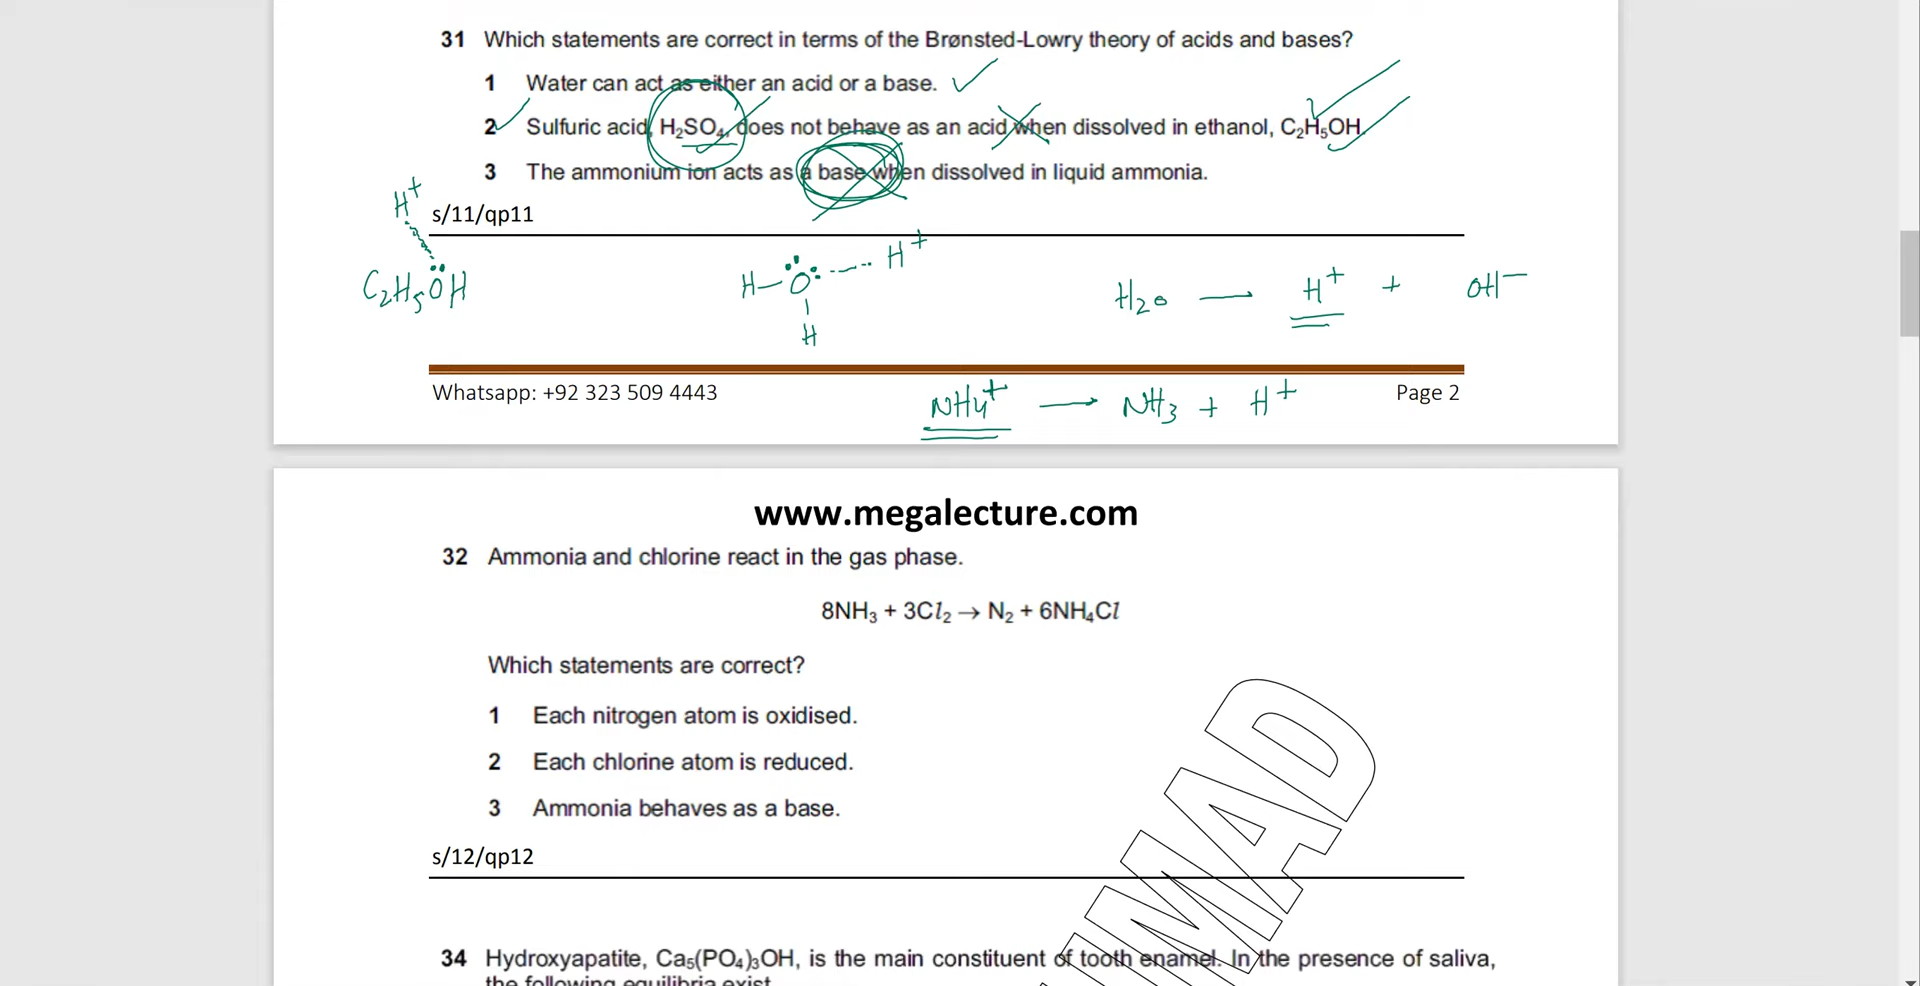 31 Which statements are correct in terms of the Brønsted-Lowry theory of acids and bases?
1 Water can act as either an acid or a base.
2 Sulfuric acid, H₂SO₄, does not behave as an acid when dissolved in ethanol, C₂H₅OH.
3 The ammonium ion acts as a base when dissolved in liquid ammonia.
H⁺
s/11/qp11
C₂H₅OH
H–O H⁺
H
H₂O → H⁺ + OH⁻
Whatsapp: +92 323 509 4443
Page 2
NH₄⁺ → NH₃ + H⁺
www.megalecture.com
32 Ammonia and chlorine react in the gas phase.
8NH₃ + 3Cl₂ → N₂ + 6NH₄Cl
Which statements are correct?
1 Each nitrogen atom is oxidised.
2 Each chlorine atom is reduced.
3 Ammonia behaves as a base.
s/12/qp12
MAD
34 Hydroxyapatite, Ca₅(PO₄)₃OH, is the main constituent of tooth enamel. In the presence of saliva,
the following equilibria exist